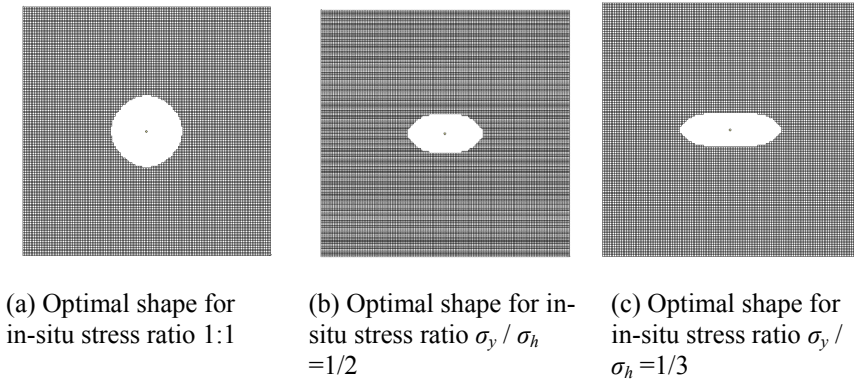 (a) Optimal shape for
in-situ stress ratio 1:1
(b) Optimal shape for in-
situ stress ratio σy / σh
=1/2
(c) Optimal shape for
in-situ stress ratio σy /
σh =1/3